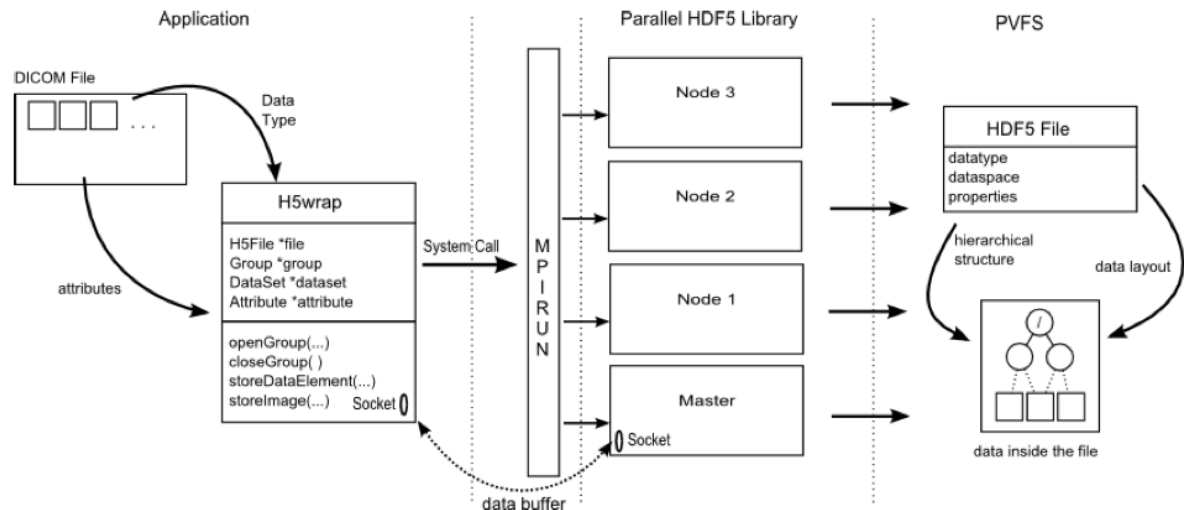 Application
Parallel HDF5 Library
PVFS
DICOM File
. . .
Data
Type
attributes
H5wrap
H5File *file
Group *group
DataSet *dataset
Attribute *attribute
openGroup(...)
closeGroup( )
storeDataElement(...)
storeImage(...)
Socket
System Call
data buffer
M
P
I
R
U
N
Node 3
Node 2
Node 1
Master
Socket
HDF5 File
datatype
dataspace
properties
hierarchical
structure
data layout
/
data inside the file